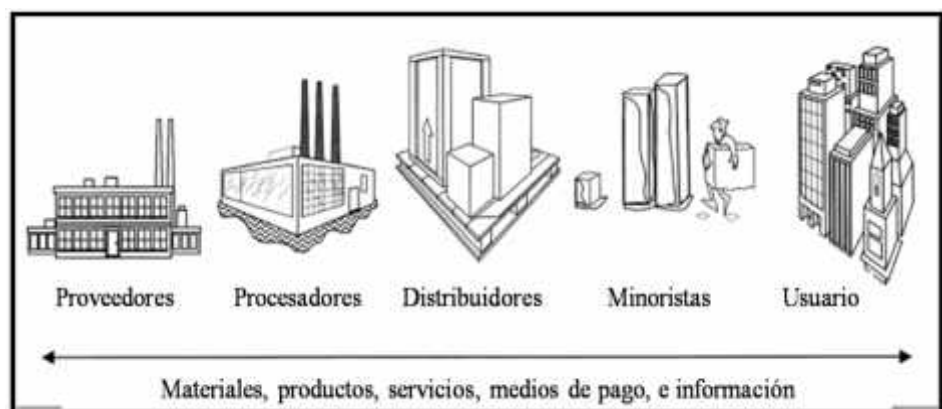 Proveedores Procesadores Distribuidores Minoristas Usuario
Materiales, productos, servicios, medios de pago, e información